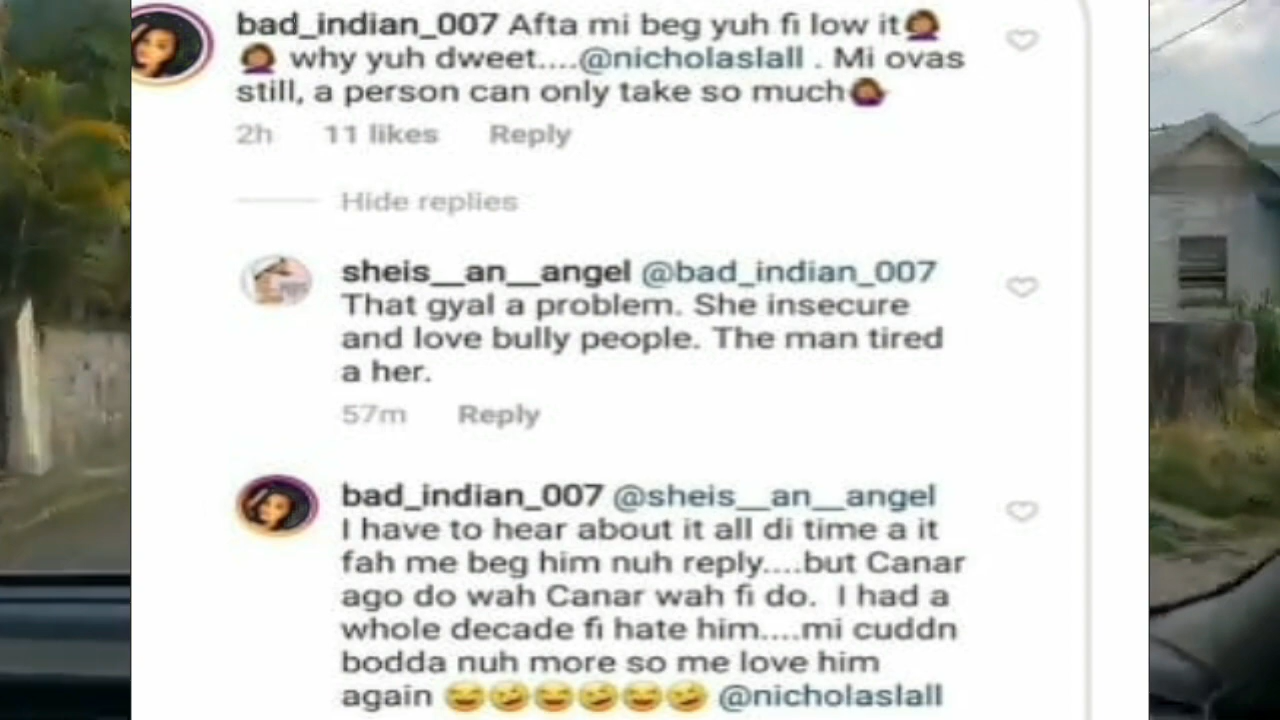 bad_indian_007 Afta mi beg yuh fi low it🤦🏽‍♀️
🤦🏽‍♀️ why yuh dweet....@nicholaslall . Mi ovas
still, a person can only take so much🤦🏽‍♀️
2h 11 likes Reply
Hide replies
sheis__an__angel @bad_indian_007
That gyal a problem. She insecure
and love bully people. The man tired
a her.
57m Reply
bad_indian_007 @sheis__an__angel
I have to hear about it all di time a it
fah me beg him nuh reply....but Canar
ago do wah Canar wah fi do. I had a
whole decade fi hate him....mi cuddn
bodda nuh more so me love him
again 😂🤣😂🤣😂🤣 @nicholaslall